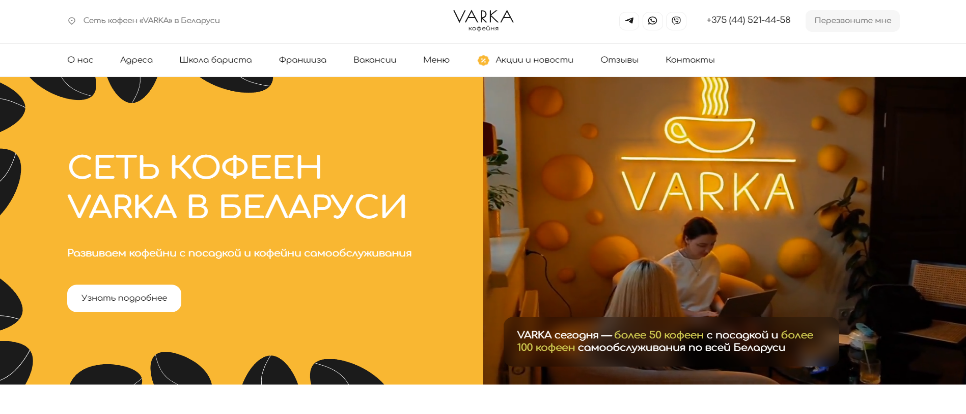 Сеть кофеен «VARKA» в Беларуси
VARKA
кофейня
+375 (44) 521-44-58
Перезвоните мне
О нас
Адреса
Школа бариста
Франшиза
Вакансии
Меню
Акции и новости
Отзывы
Контакты
СЕТЬ КОФЕЕН
VARKA В БЕЛАРУСИ
Развиваем кофейни с посадкой и кофейни самообслуживания
Узнать подробнее
VARKA
VARKA сегодня — более 50 кофеен с посадкой и более
100 кофеен самообслуживания по всей Беларуси